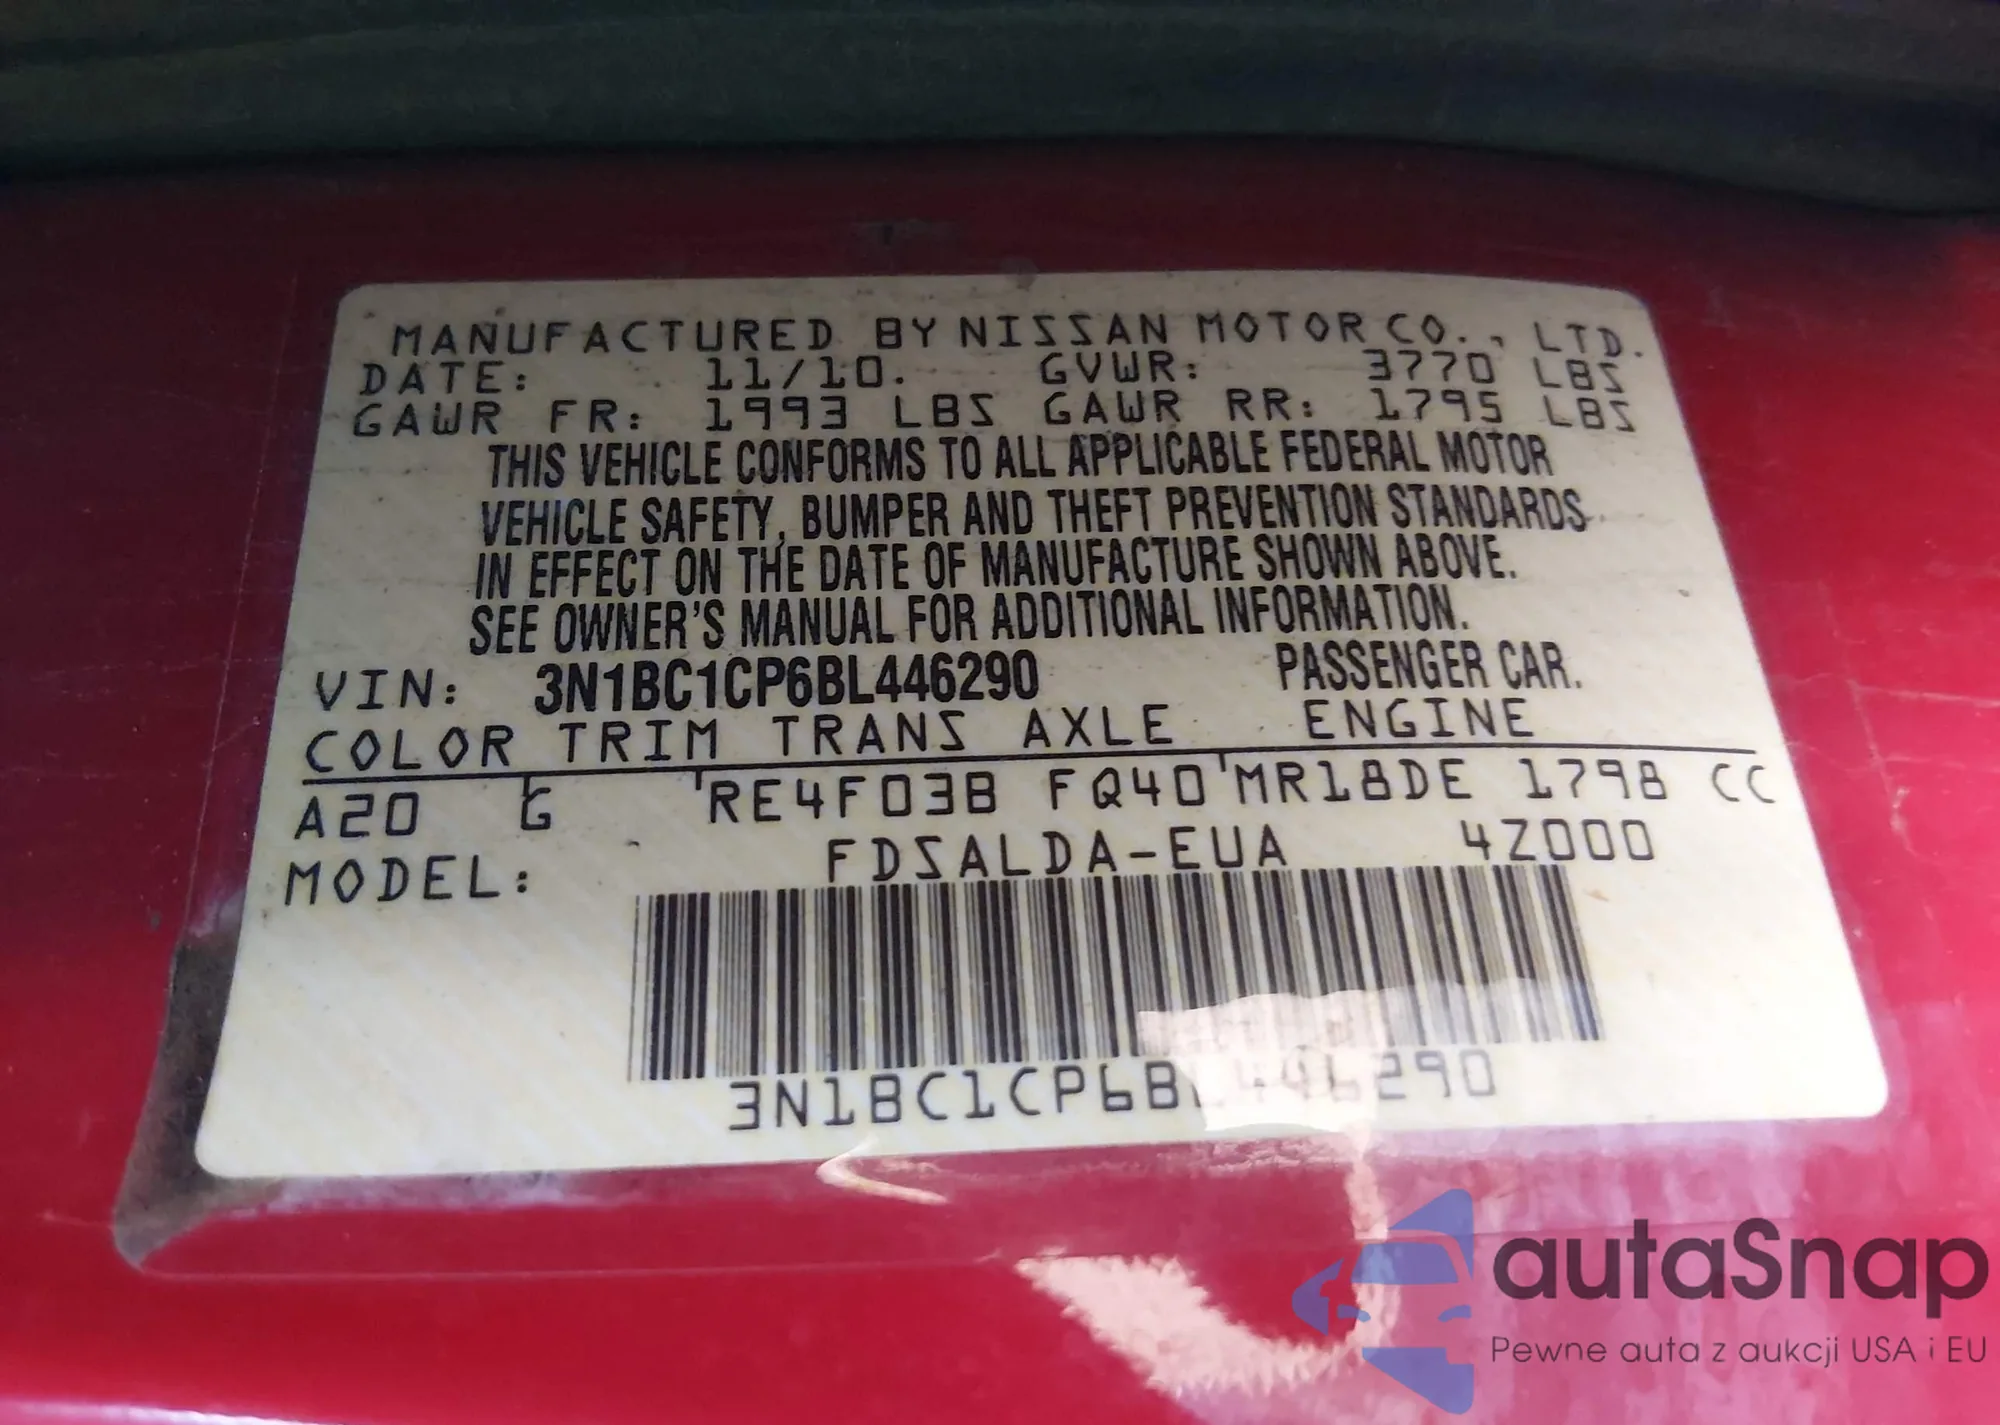 MANUFACTURED BY NISSAN MOTOR CO., LTD.
DATE: 11/10. GVWR: 3770 LBS
GAWR FR: 1993 LBS GAWR RR: 1795 LBS
THIS VEHICLE CONFORMS TO ALL APPLICABLE FEDERAL MOTOR
VEHICLE SAFETY, BUMPER AND THEFT PREVENTION STANDARDS
IN EFFECT ON THE DATE OF MANUFACTURE SHOWN ABOVE.
SEE OWNER'S MANUAL FOR ADDITIONAL INFORMATION.
VIN: 3N1BC1CP6BL446290 PASSENGER CAR.
COLOR TRIM TRANS AXLE ENGINE
A20 G RE4F03B FQ40 MR18DE 1798 CC
MODEL: FDSALDA-EUA 4Z000
3N1BC1CP6BL446290
autaSnap
Pewne auta z aukcji USA i EU